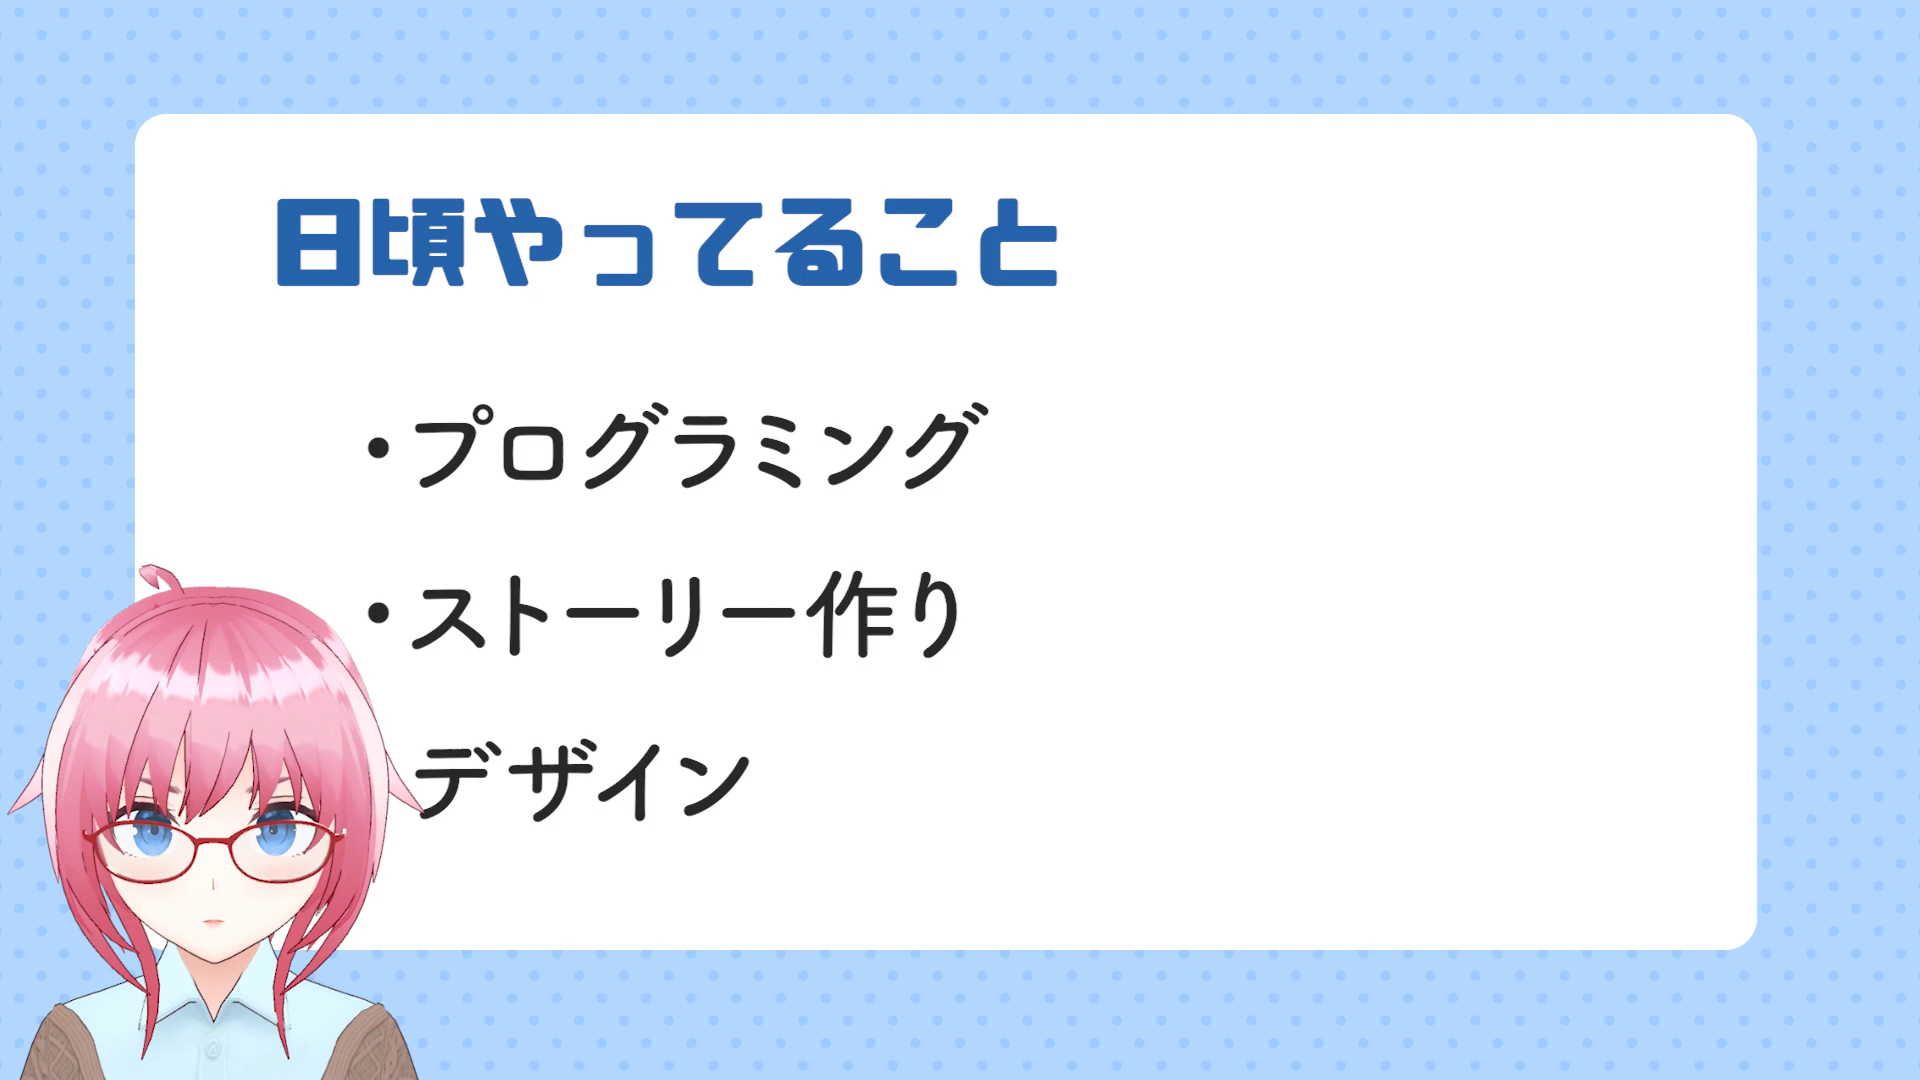 日頃やってること
・プログラミング
・ストーリー作り
デザイン